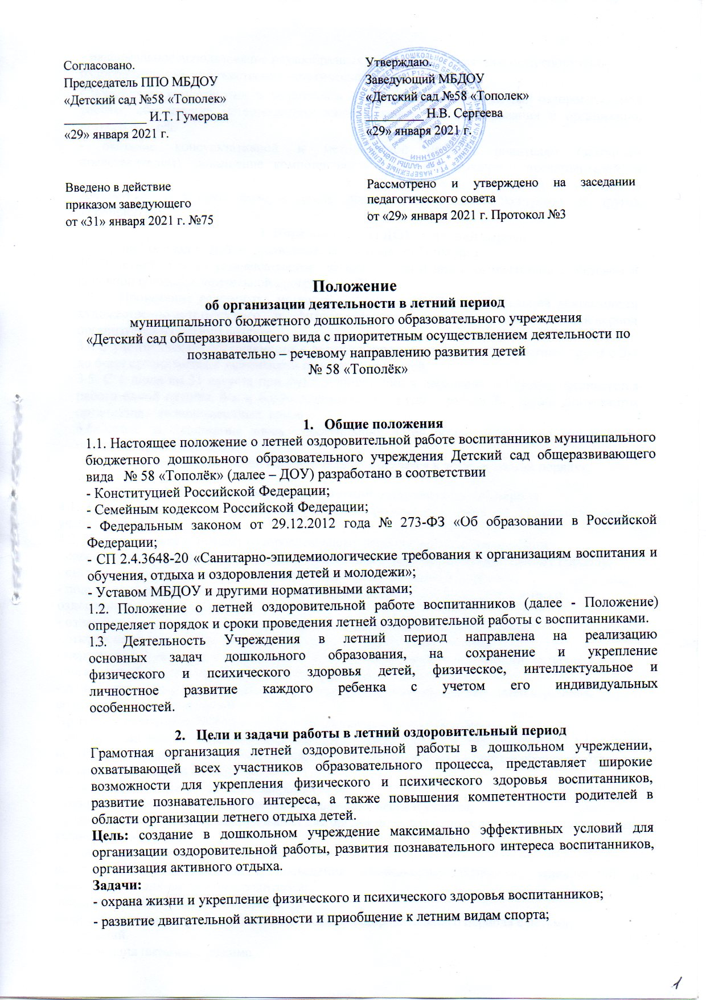 Согласовано.
Председатель ППО МБДОУ
«Детский сад №58 «Тополек»
____________ И.Т. Гумерова
«29» января 2021 г.
Утверждаю.
Заведующий МБДОУ
«Детский сад №58 «Тополек»
_________ Н.В. Сергеева
«29» января 2021 г.
Введено в действие
приказом заведующего
от «31» января 2021 г. №75
Рассмотрено и утверждено на заседании
педагогического совета
от «29» января 2021 г. Протокол №3
Положение
об организации деятельности в летний период
муниципального бюджетного дошкольного образовательного учреждения
«Детский сад общеразвивающего вида с приоритетным осуществлением деятельности по
познавательно – речевому направлению развития детей
№ 58 «Тополёк»
1. Общие положения
1.1. Настоящее положение о летней оздоровительной работе воспитанников муниципального
бюджетного дошкольного образовательного учреждения Детский сад общеразвивающего
вида № 58 «Тополёк» (далее – ДОУ) разработано в соответствии
- Конституцией Российской Федерации;
- Семейным кодексом Российской Федерации;
- Федеральным законом от 29.12.2012 года № 273-ФЗ «Об образовании в Российской
Федерации;
- СП 2.4.3648-20 «Санитарно-эпидемиологические требования к организациям воспитания и
обучения, отдыха и оздоровления детей и молодежи»;
- Уставом МБДОУ и другими нормативными актами;
1.2. Положение о летней оздоровительной работе воспитанников (далее - Положение)
определяет порядок и сроки проведения летней оздоровительной работы с воспитанниками.
1.3. Деятельность Учреждения в летний период направлена на реализацию
основных задач дошкольного образования, на сохранение и укрепление
физического и психического здоровья детей, физическое, интеллектуальное и
личностное развитие каждого ребенка с учетом его индивидуальных
особенностей.
2. Цели и задачи работы в летний оздоровительный период
Грамотная организация летней оздоровительной работы в дошкольном учреждении,
охватывающей всех участников образовательного процесса, представляет широкие
возможности для укрепления физического и психического здоровья воспитанников,
развитие познавательного интереса, а также повышения компетентности родителей в
области организации летнего отдыха детей.
Цель: создание в дошкольном учреждение максимально эффективных условий для
организации оздоровительной работы, развития познавательного интереса воспитанников,
организация активного отдыха.
Задачи:
- охрана жизни и укрепление физического и психического здоровья воспитанников;
- развитие двигательной активности и приобщение к летним видам спорта;
1